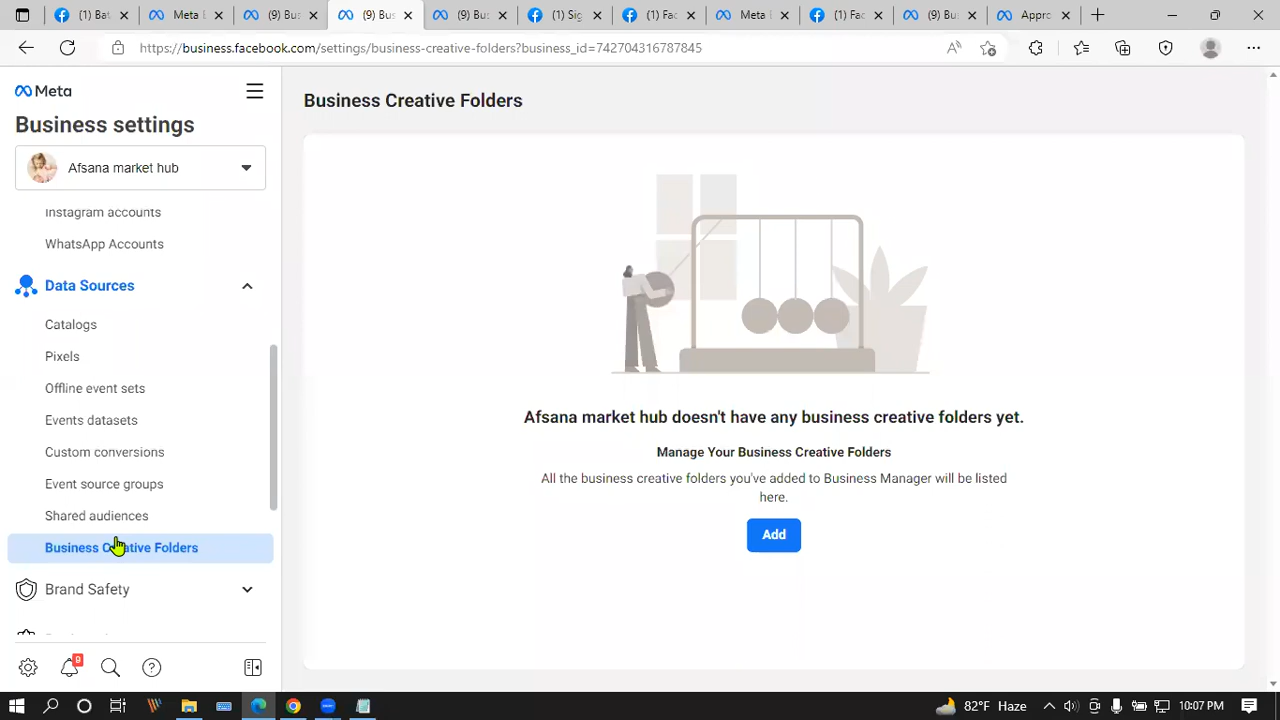 (1) Bat
Meta L
(9) Bus
(9) Bus
(9) Bus
(1) Sig
(1) Fac
Meta L
(1) Fac
(9) Bus
Appro
https://business.facebook.com/settings/business-creative-folders?business_id=742704316787845
Meta
Business settings
Afsana market hub
Instagram accounts
WhatsApp Accounts
Data Sources
Catalogs
Pixels
Offline event sets
Events datasets
Custom conversions
Event source groups
Shared audiences
Business Creative Folders
Brand Safety
9
Business Creative Folders
Afsana market hub doesn't have any business creative folders yet.
Manage Your Business Creative Folders
All the business creative folders you've added to Business Manager will be listed
here.
Add
82°F Haze
10:07 PM